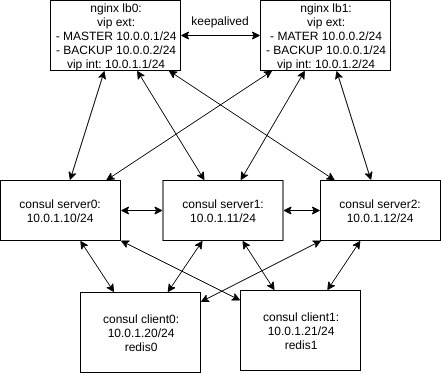 nginx lb0:
vip ext:
- MASTER 10.0.0.1/24
- BACKUP 10.0.0.2/24
vip int: 10.0.1.1/24
keepalived
nginx lb1:
vip ext:
- MATER 10.0.0.2/24
- BACKUP 10.0.0.1/24
vip int: 10.0.1.2/24
consul server0:
10.0.1.10/24
consul server1:
10.0.1.11/24
consul server2:
10.0.1.12/24
consul client0:
10.0.1.20/24
redis0
consul client1:
10.0.1.21/24
redis1